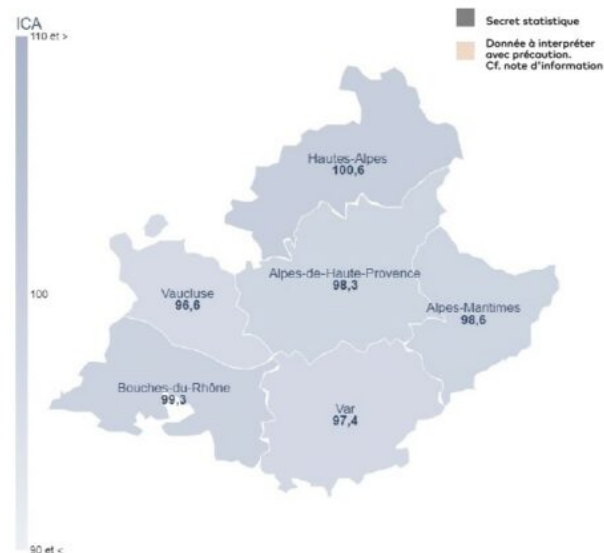 ICA
110 et >
100
90 et <
Secret statistique
Donnée à interpréter
avec précaution.
Cf. note d'information
Hautes-Alpes
100,6
Alpes-de-Haute-Provence
98,3
Vaucluse
96,6
Alpes-Maritimes
98,6
Bouches-du-Rhône
99,3
Var
97,4